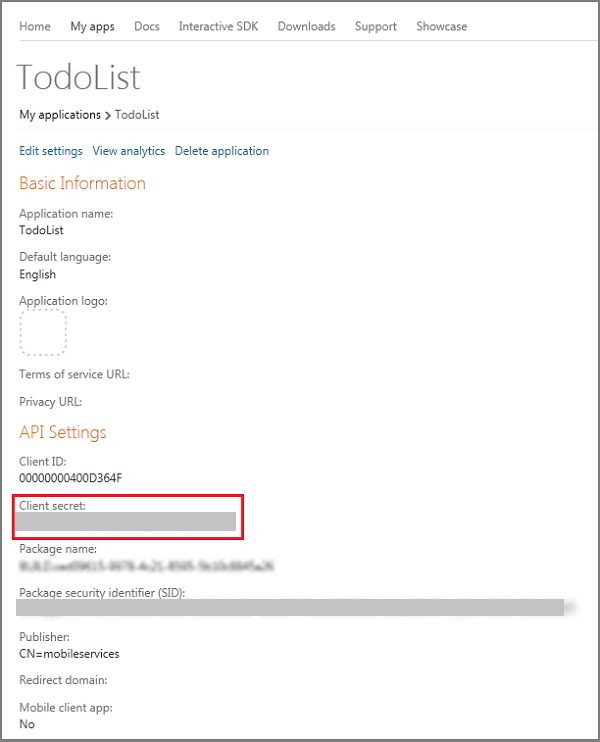 Home My apps Docs Interactive SDK Downloads Support Showcase
TodoList
My applications > TodoList
Edit settings View analytics Delete application
Basic Information
Application name:
TodoList
Default language:
English
Application logo:
Terms of service URL:
Privacy URL:
API Settings
Client ID:
00000000400D364F
Client secret:
Package name:
Package security identifier (SID):
Publisher:
CN=mobileservices
Redirect domain:
Mobile client app:
No